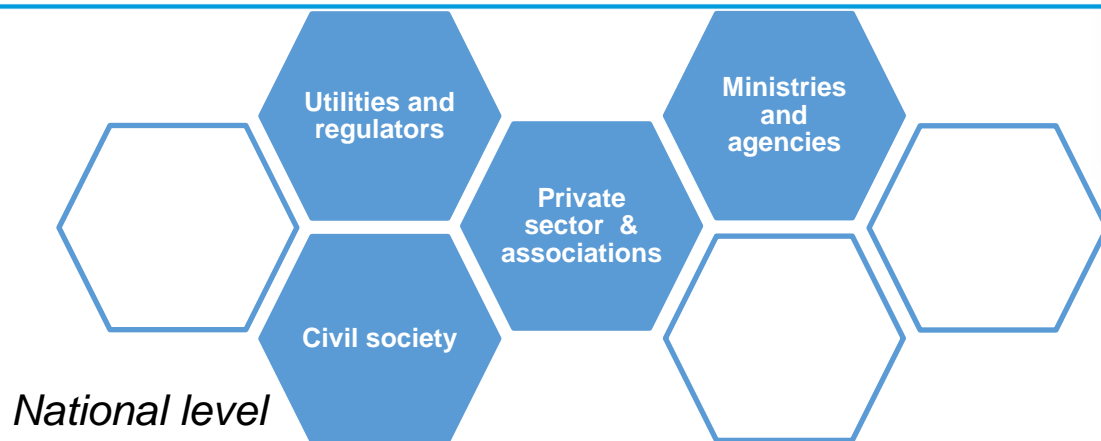 Utilities and
regulators
Ministries
and
agencies
Private
sector &
associations
Civil society
National level